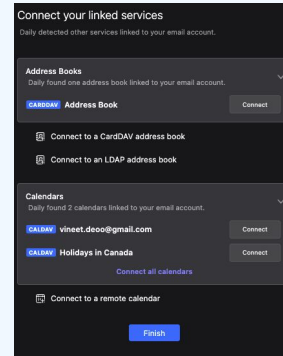 Connect your linked services
Daily detected other services linked to your email account.
Address Books
Daily found one address book linked to your email account.
CARDDAV Address Book Connect
Connect to a CardDAV address book
Connect to an LDAP address book
Calendars
Daily found 2 calendars linked to your email account.
CALDAV vineet.deoo@gmail.com Connect
CALDAV Holidays in Canada Connect
Connect all calendars
Connect to a remote calendar
Finish